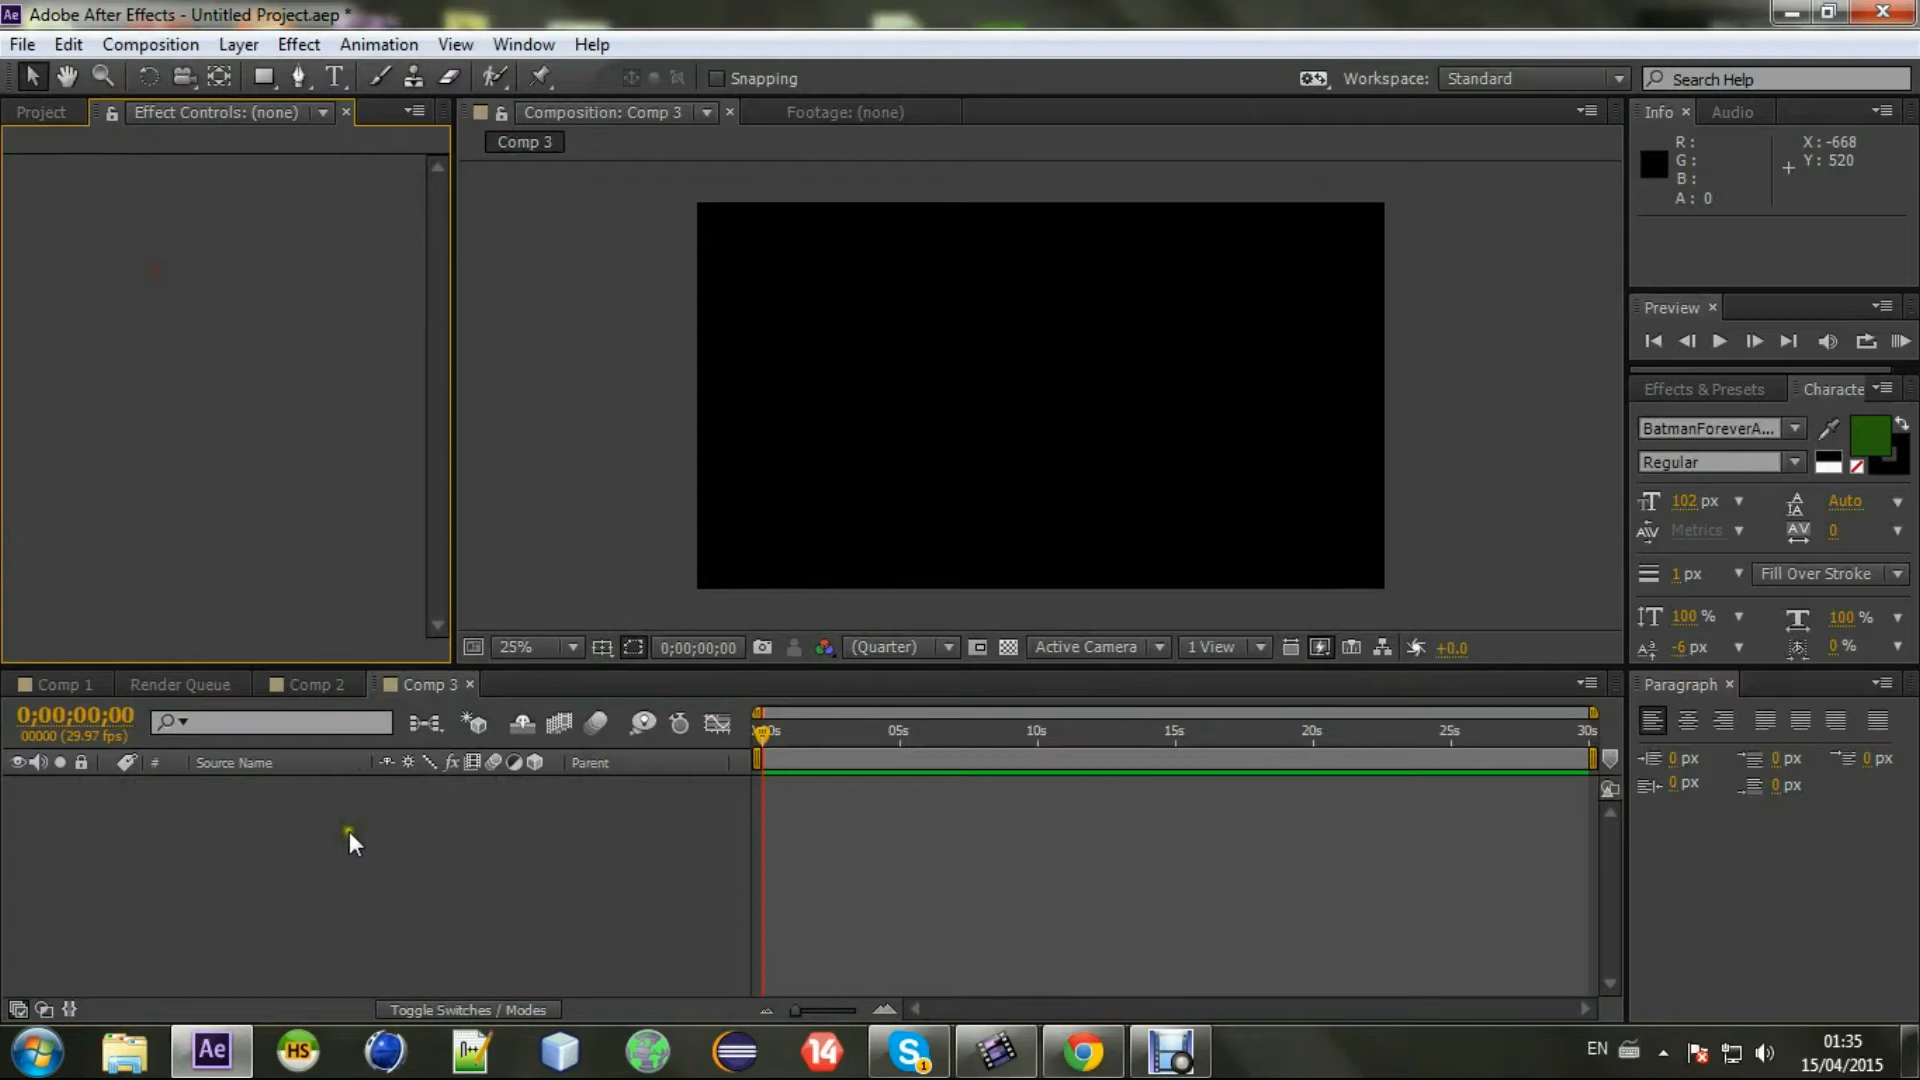 Ae Adobe After Effects - Untitled Project.aep *
File Edit Composition Layer Effect Animation View Window Help
Snapping
Workspace: Standard
Search Help
Project
Effect Controls: (none)
Composition: Comp 3
Footage: (none)
Comp 3
Info
Audio
R :
G :
B :
A : 0
X : -668
Y : 520
Preview
Effects & Presets
Characte
BatmanForeverA...
Regular
102 px
Auto
Metrics
0
1 px
Fill Over Stroke
100 %
100 %
-6 px
0 %
25%
0;00;00;00
(Quarter)
Active Camera
1 View
+0.0
Comp 1
Render Queue
Comp 2
Comp 3
Paragraph
0;00;00;00
00000 (29.97 fps)
0s 05s 10s 15s 20s 25s 30s
# Source Name
fx
Parent
0 px 0 px 0 px
0 px 0 px
Toggle Switches / Modes
Ae
HS
n++
14
S 1
EN
01:35
15/04/2015